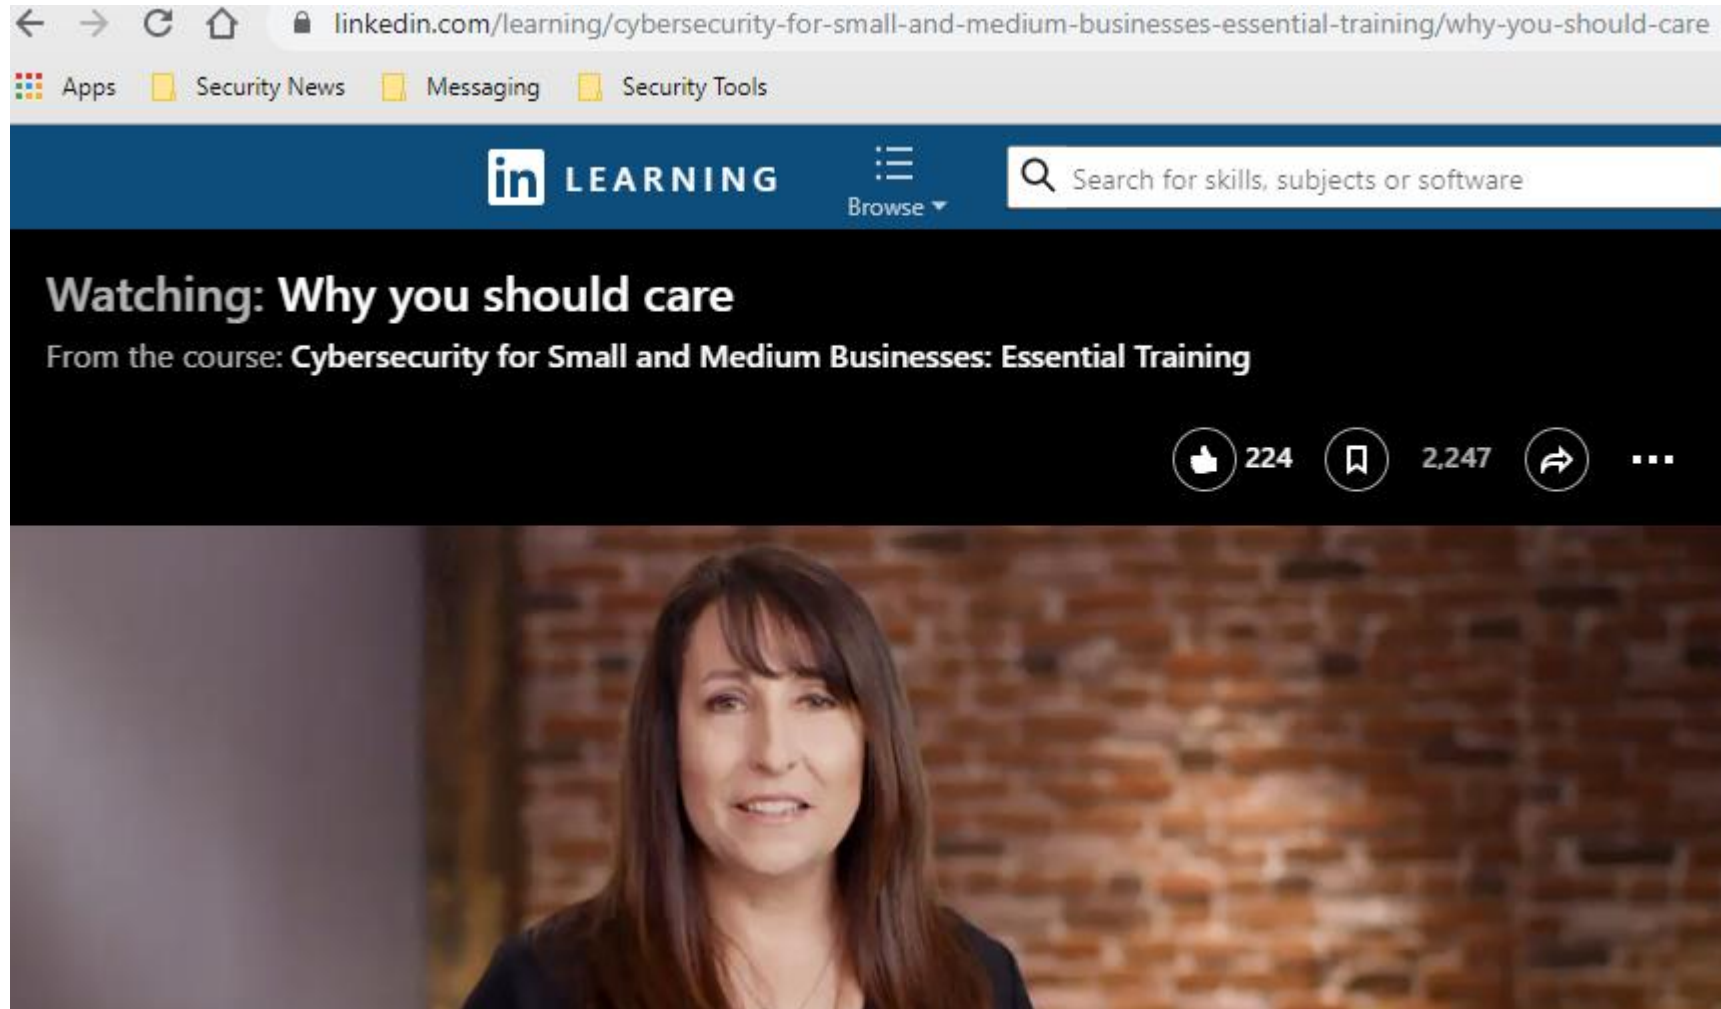 linkedin.com/learning/cybersecurity-for-small-and-medium-businesses-essential-training/why-you-should-care
Apps Security News Messaging Security Tools
in LEARNING
Browse
Search for skills, subjects or software
Watching: Why you should care
From the course: Cybersecurity for Small and Medium Businesses: Essential Training
224 2,247